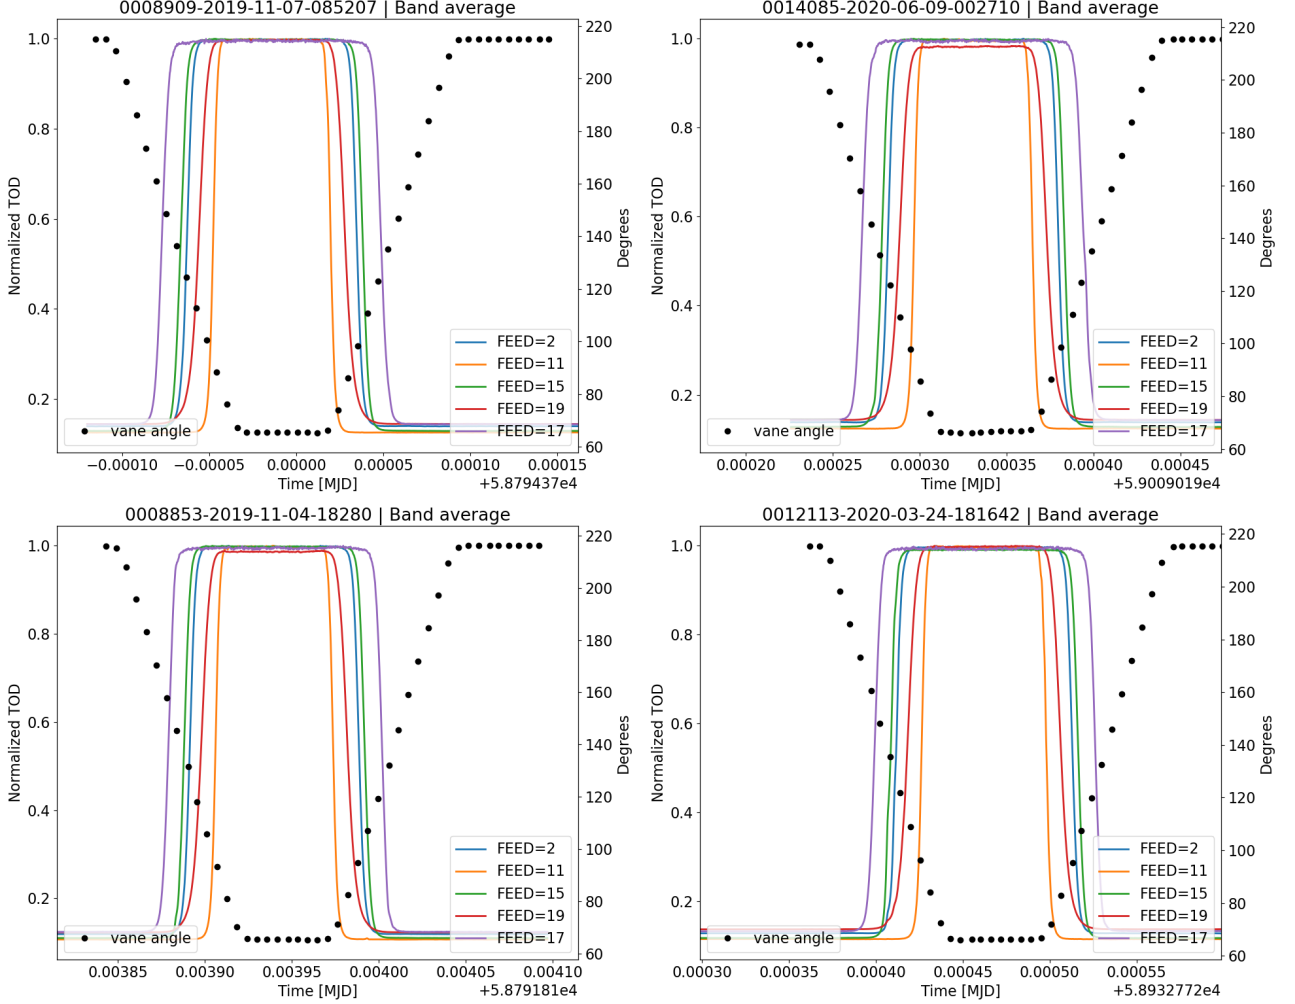 0008909-2019-11-07-085207 | Band average
1.0
0.8
0.6
0.4
0.2
Normalized TOD
220
200
180
160
140
120
100
80
60
Degrees
FEED=2
FEED=11
FEED=15
FEED=19
FEED=17
vane angle
−0.00010
−0.00005
0.00000
0.00005
0.00010
0.00015
Time [MJD]
+5.879437e4
0014085-2020-06-09-002710 | Band average
1.0
0.8
0.6
0.4
0.2
Normalized TOD
220
200
180
160
140
120
100
80
60
Degrees
FEED=2
FEED=11
FEED=15
FEED=19
FEED=17
vane angle
0.00020
0.00025
0.00030
0.00035
0.00040
0.00045
Time [MJD]
+5.9009019e4
0008853-2019-11-04-18280 | Band average
1.0
0.8
0.6
0.4
0.2
Normalized TOD
220
200
180
160
140
120
100
80
60
Degrees
FEED=2
FEED=11
FEED=15
FEED=19
FEED=17
vane angle
0.00385
0.00390
0.00395
0.00400
0.00405
0.00410
Time [MJD]
+5.879181e4
0012113-2020-03-24-181642 | Band average
1.0
0.8
0.6
0.4
0.2
Normalized TOD
220
200
180
160
140
120
100
80
60
Degrees
FEED=2
FEED=11
FEED=15
FEED=19
FEED=17
vane angle
0.00030
0.00035
0.00040
0.00045
0.00050
0.00055
Time [MJD]
+5.8932772e4